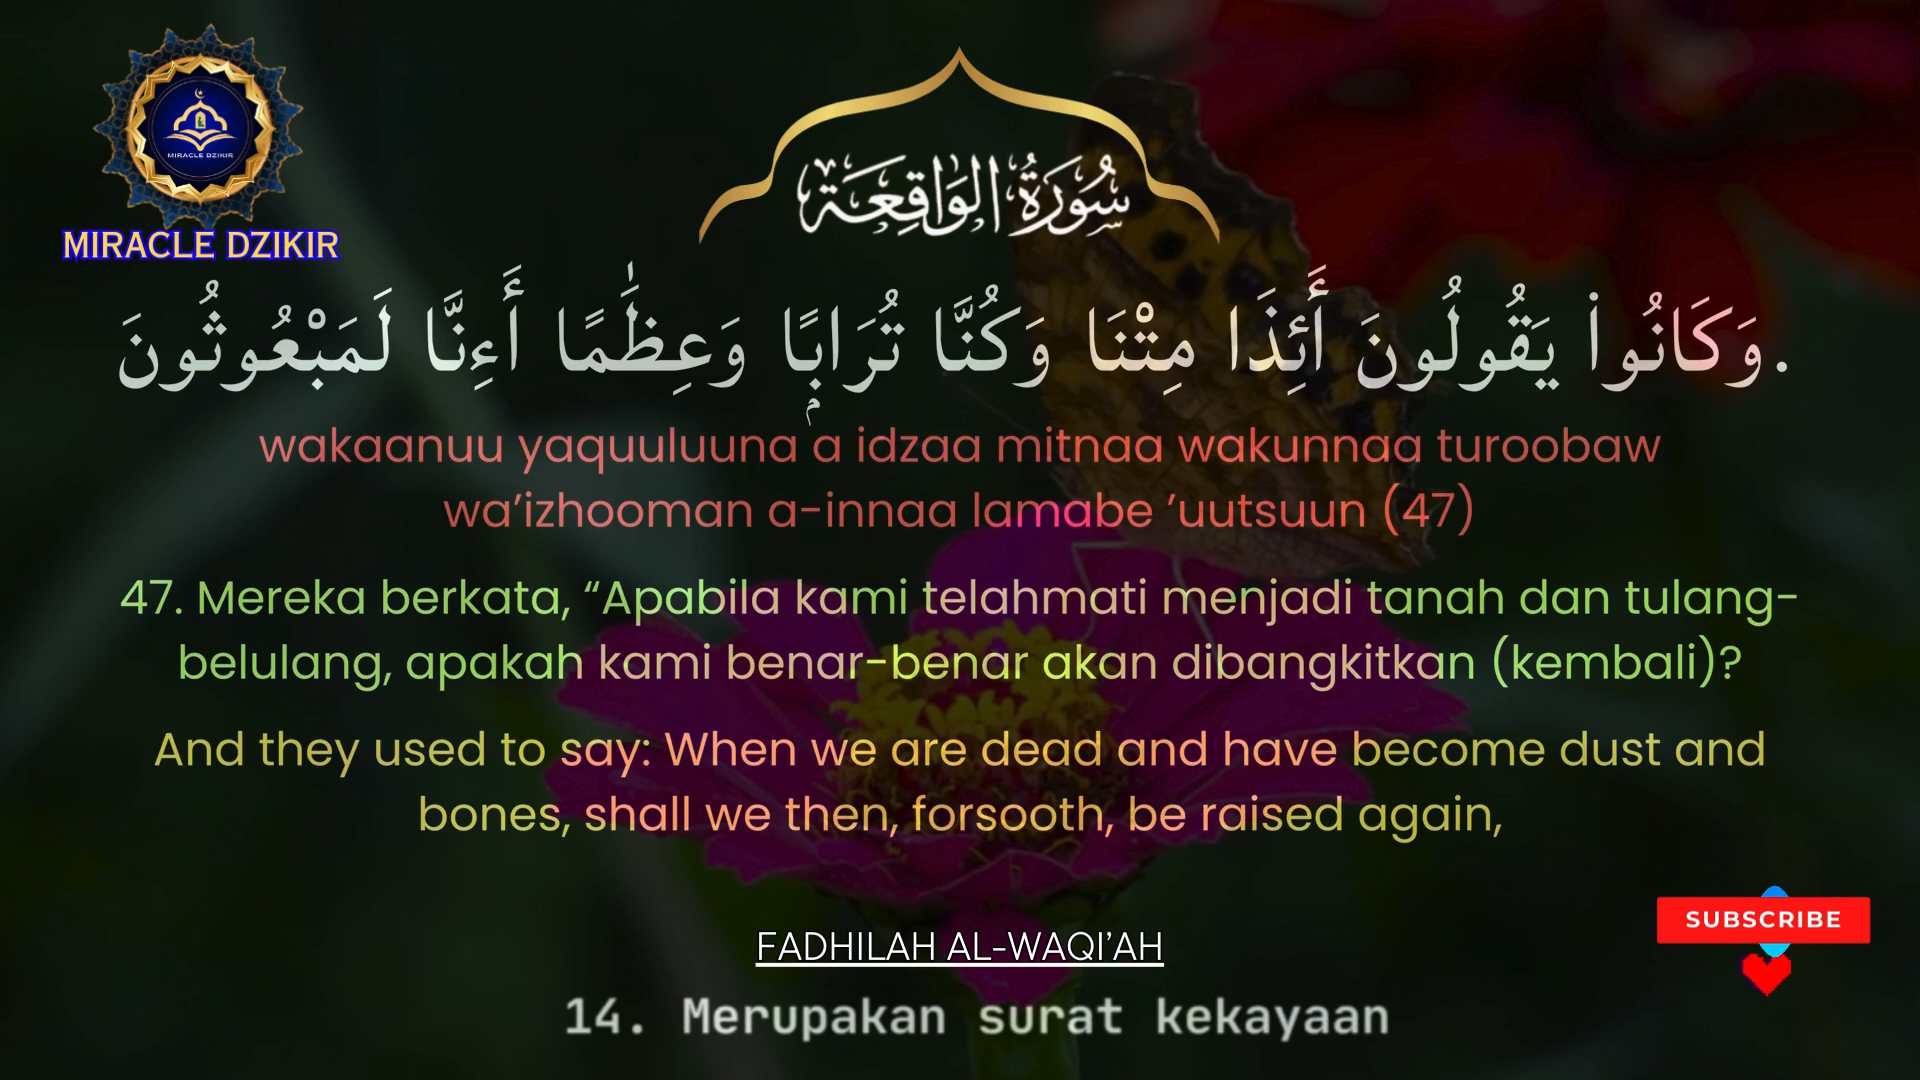 MIRACLE DZIKIR
MIRACLE DZIKIR
سُورَةُ الوَاقِعَة
وَكَانُوا۟ يَقُولُونَ أَئِذَا مِتْنَا وَكُنَّا تُرَابًۭا وَعِظَٰمًا أَءِنَّا لَمَبْعُوثُونَ.
wakaanuu yaquuluuna a idzaa mitnaa wakunnaa turoobaw
wa’izhooman a-innaa lamabe ’uutsuun (47)
47. Mereka berkata, “Apabila kami telahmati menjadi tanah dan tulang-
belulang, apakah kami benar-benar akan dibangkitkan (kembali)?
And they used to say: When we are dead and have become dust and
bones, shall we then, forsooth, be raised again,
SUBSCRIBE
FADHILAH AL-WAQI’AH
14. Merupakan surat kekayaan